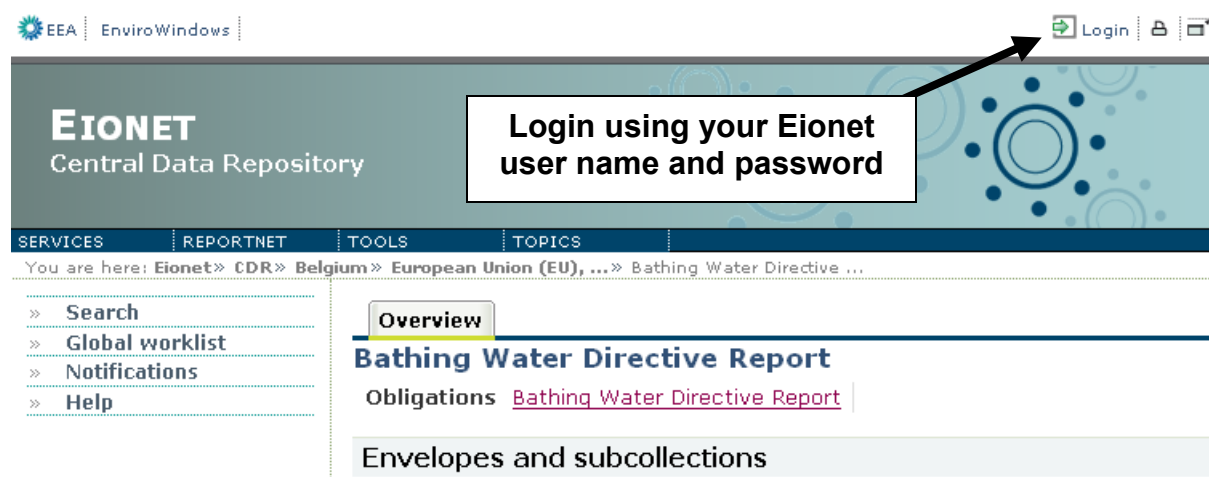 EEA EnviroWindows Login
EIONET
Central Data Repository
Login using your Eionet
user name and password
SERVICES REPORTNET TOOLS TOPICS
You are here: Eionet» CDR» Belgium» European Union (EU), ...» Bathing Water Directive ...
» Search
» Global worklist
» Notifications
» Help
Overview
Bathing Water Directive Report
Obligations Bathing Water Directive Report
Envelopes and subcollections